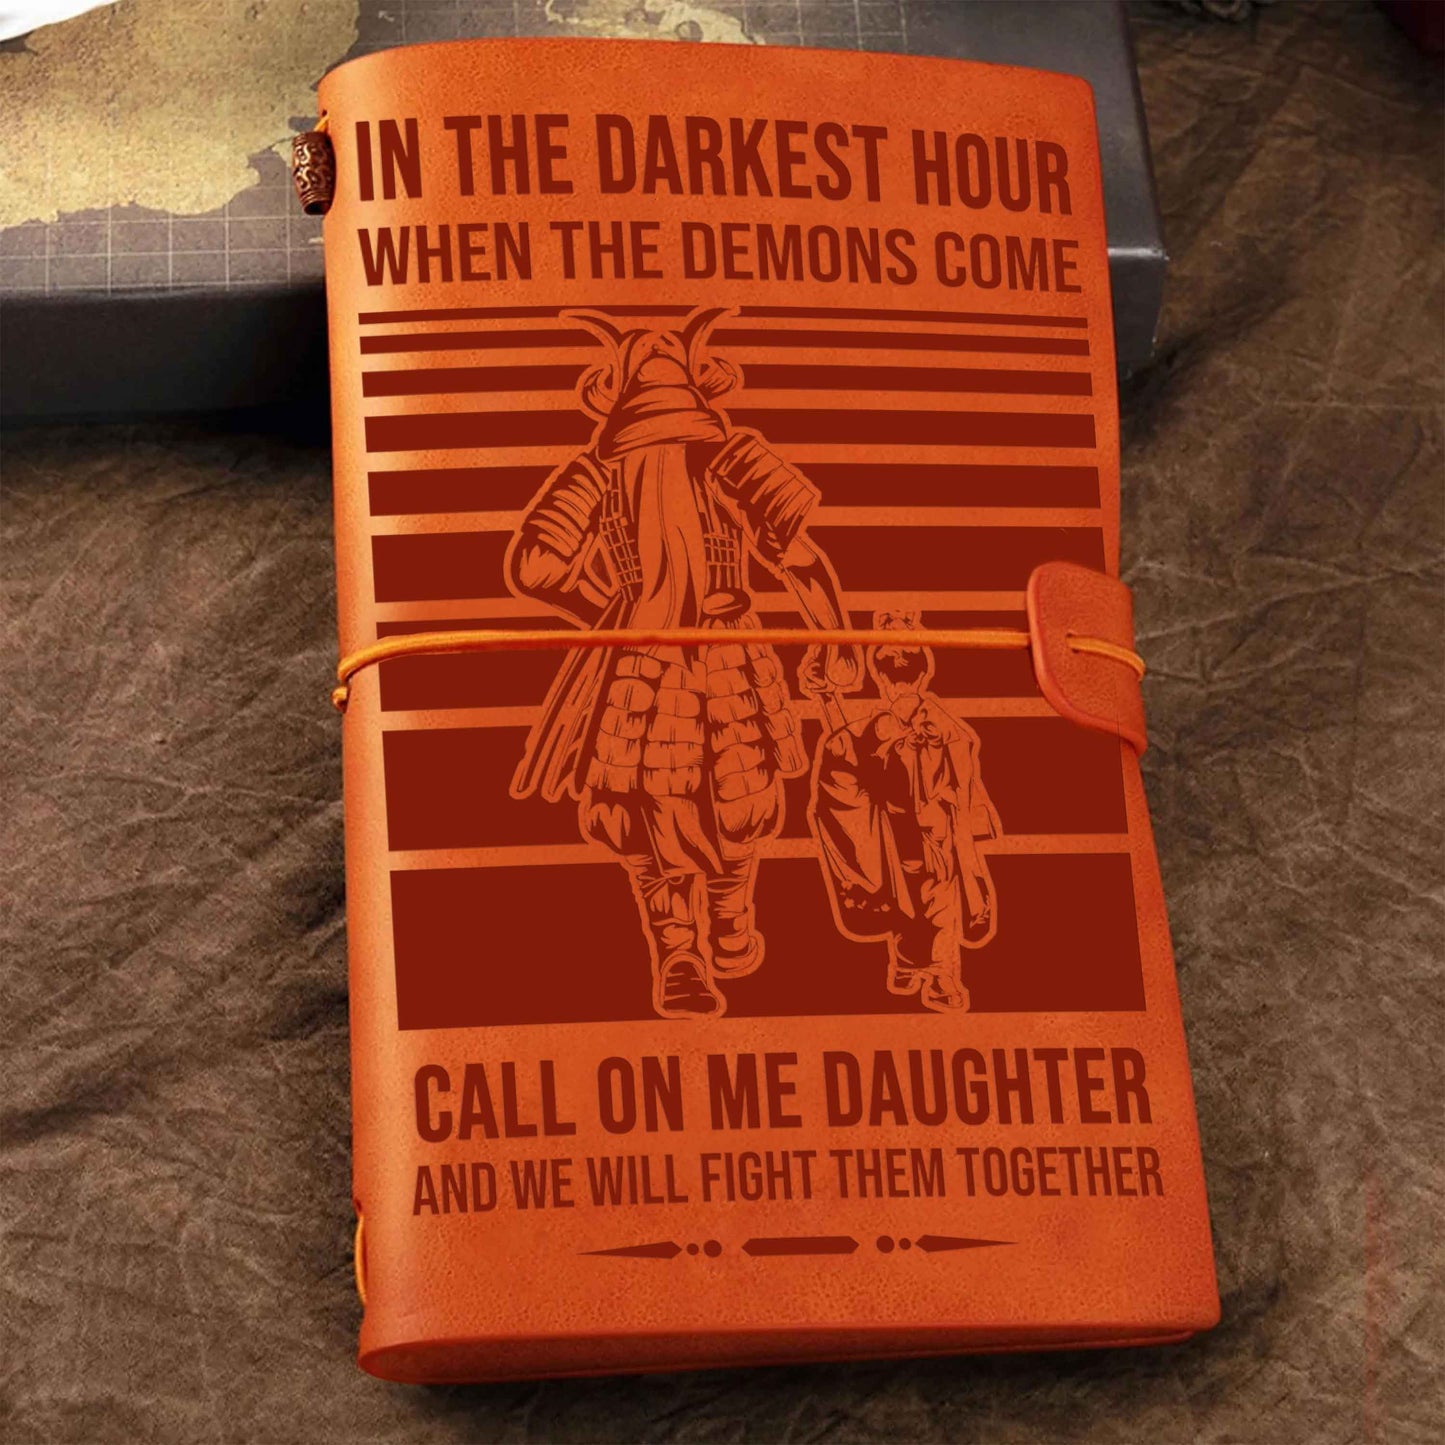 IN THE DARKEST HOUR
WHEN THE DEMONS COME
CALL ON ME DAUGHTER
AND WE WILL FIGHT THEM TOGETHER